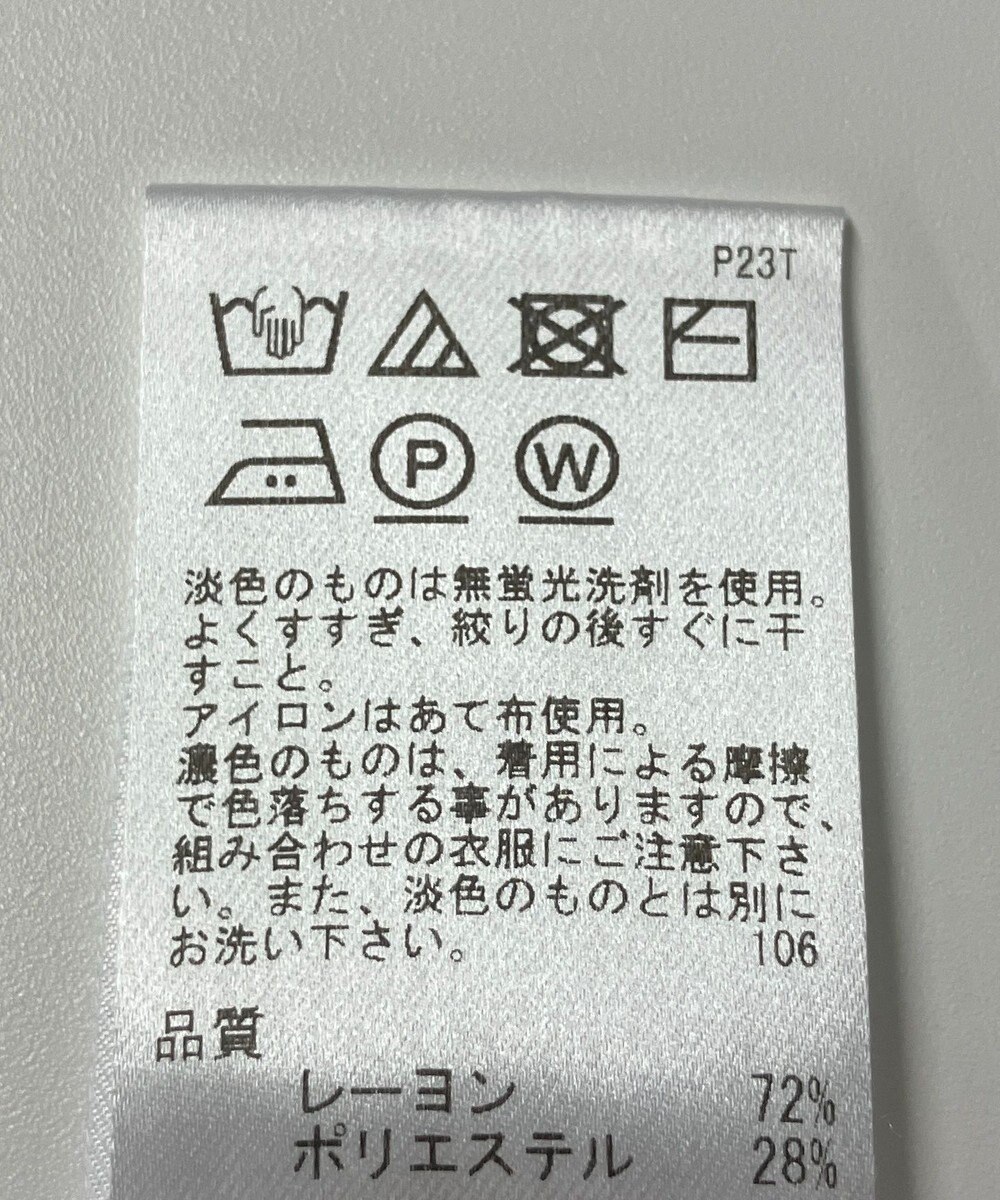 P23T
P
W
淡色のものは無蛍光洗剤を使用。
よくすすぎ、絞りの後すぐに干
すこと。
アイロンはあて布使用。
濃色のものは、着用による摩擦
で色落ちする事がありますので、
組み合わせの衣服にご注意下さ
い。また、淡色のものとは別に
お洗い下さい。 106
品質
レーヨン 72%
ポリエステル 28%